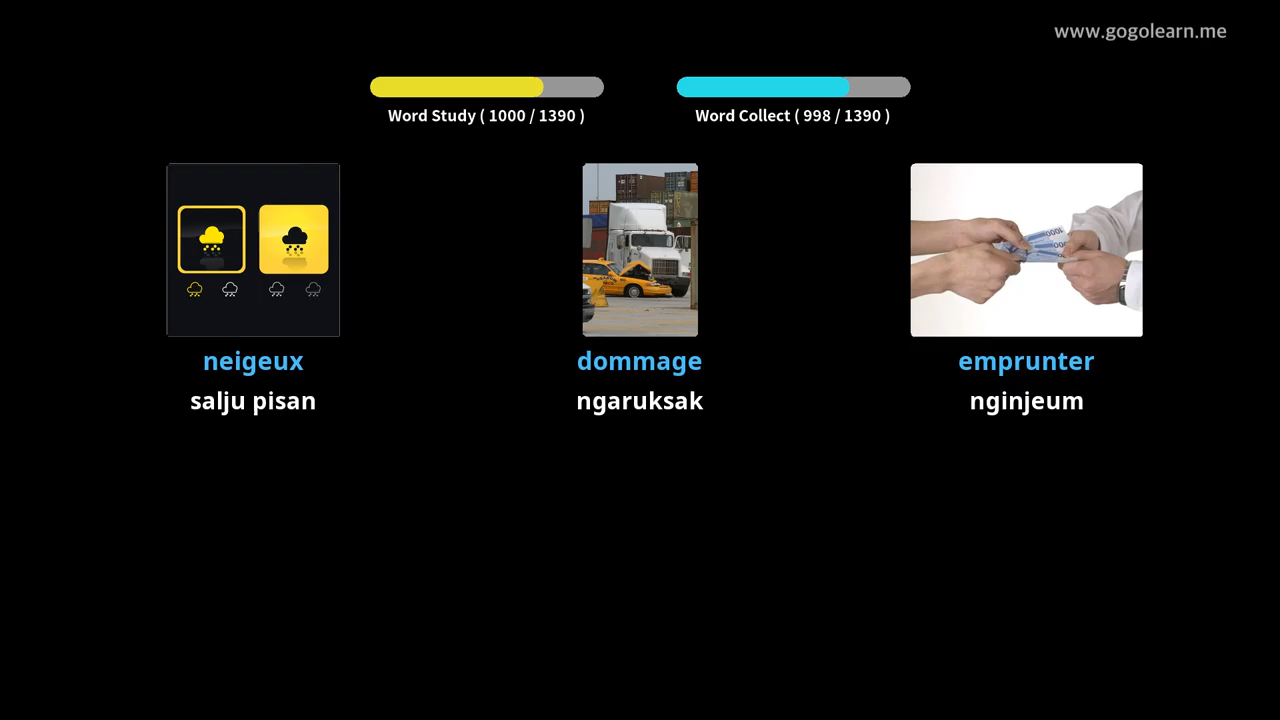 www.gogolearn.me
Word Study ( 1000 / 1390 )
Word Collect ( 998 / 1390 )
neigeux
dommage
emprunter
salju pisan
ngaruksak
nginjeum